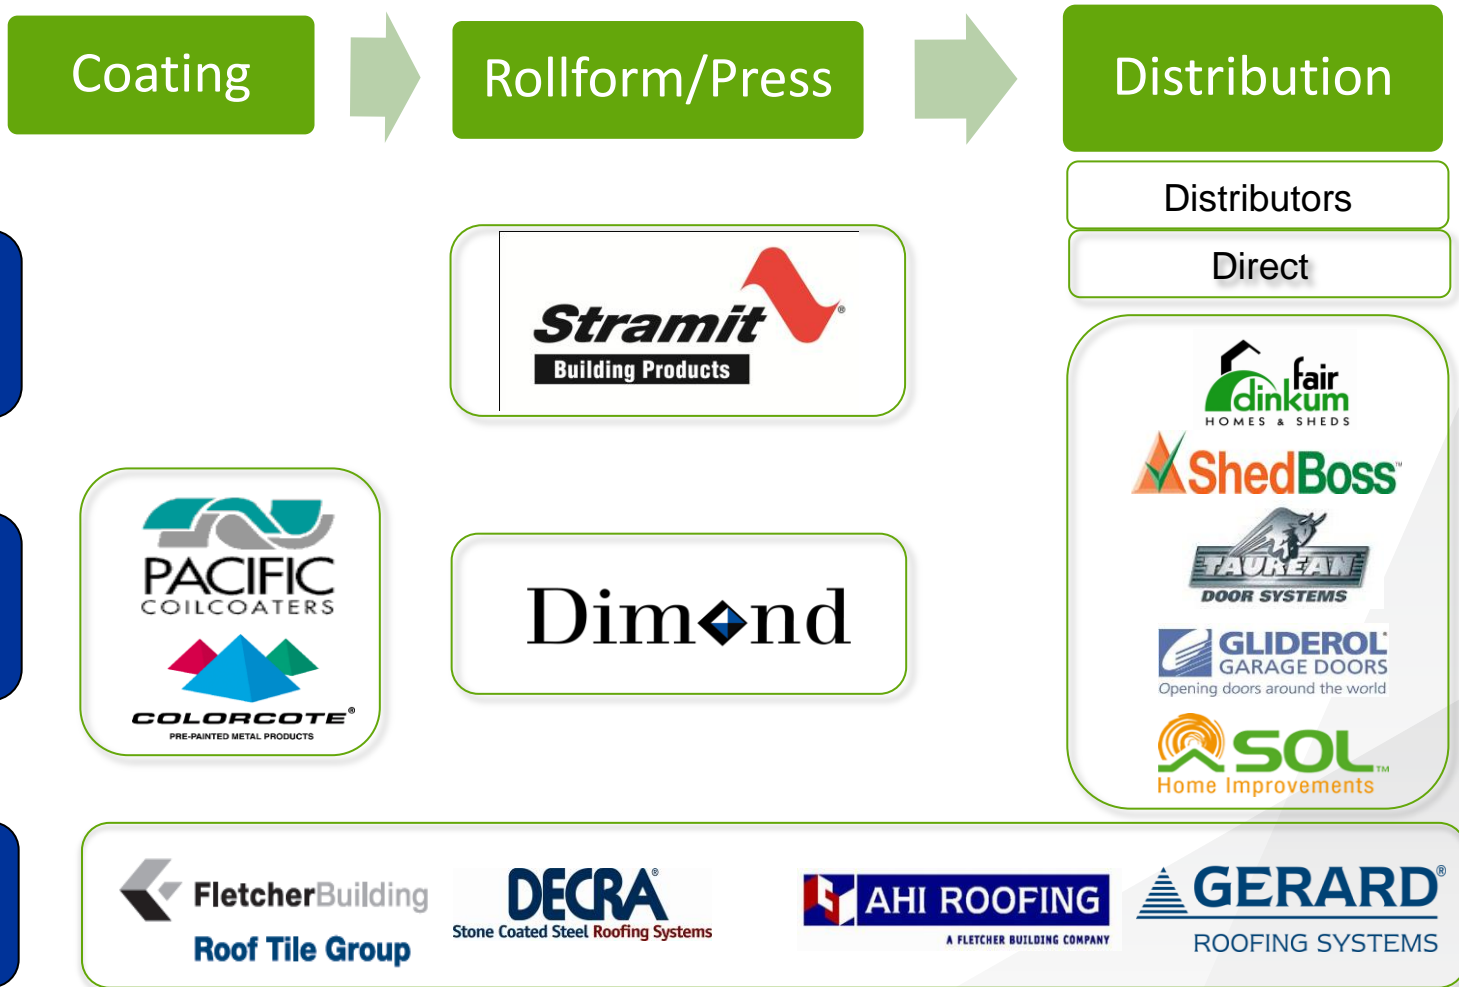 Coating
Rollform/Press
Distribution
Distributors
Direct
Stramit®
Building Products
fair
dinkum
HOMES & SHEDS
ShedBoss™
TAUREAN
DOOR SYSTEMS
GLIDEROL®
GARAGE DOORS
Opening doors around the world
SOL™
Home Improvements
PACIFIC
COILCOATERS
COLORCOTE®
PRE-PAINTED METAL PRODUCTS
Dimond
FletcherBuilding
Roof Tile Group
DECRA®
Stone Coated Steel Roofing Systems
AHI ROOFING
A FLETCHER BUILDING COMPANY
GERARD®
ROOFING SYSTEMS